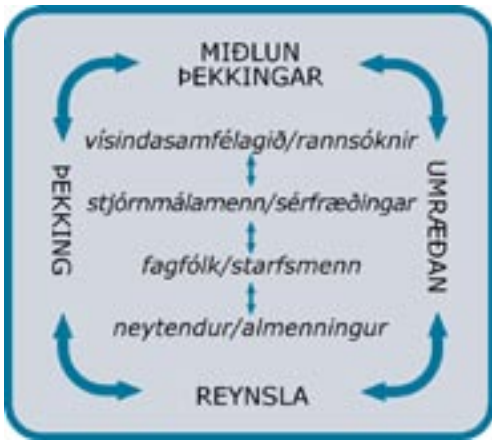 MIÐLUN
ÞEKKINGAR
vísindasamfélagið/rannsóknir
ÞEKKING
UMRÆÐAN
stjórnmálamenn/sérfræðingar
fagfólk/starfsmenn
neytendur/almenningur
REYNSLA